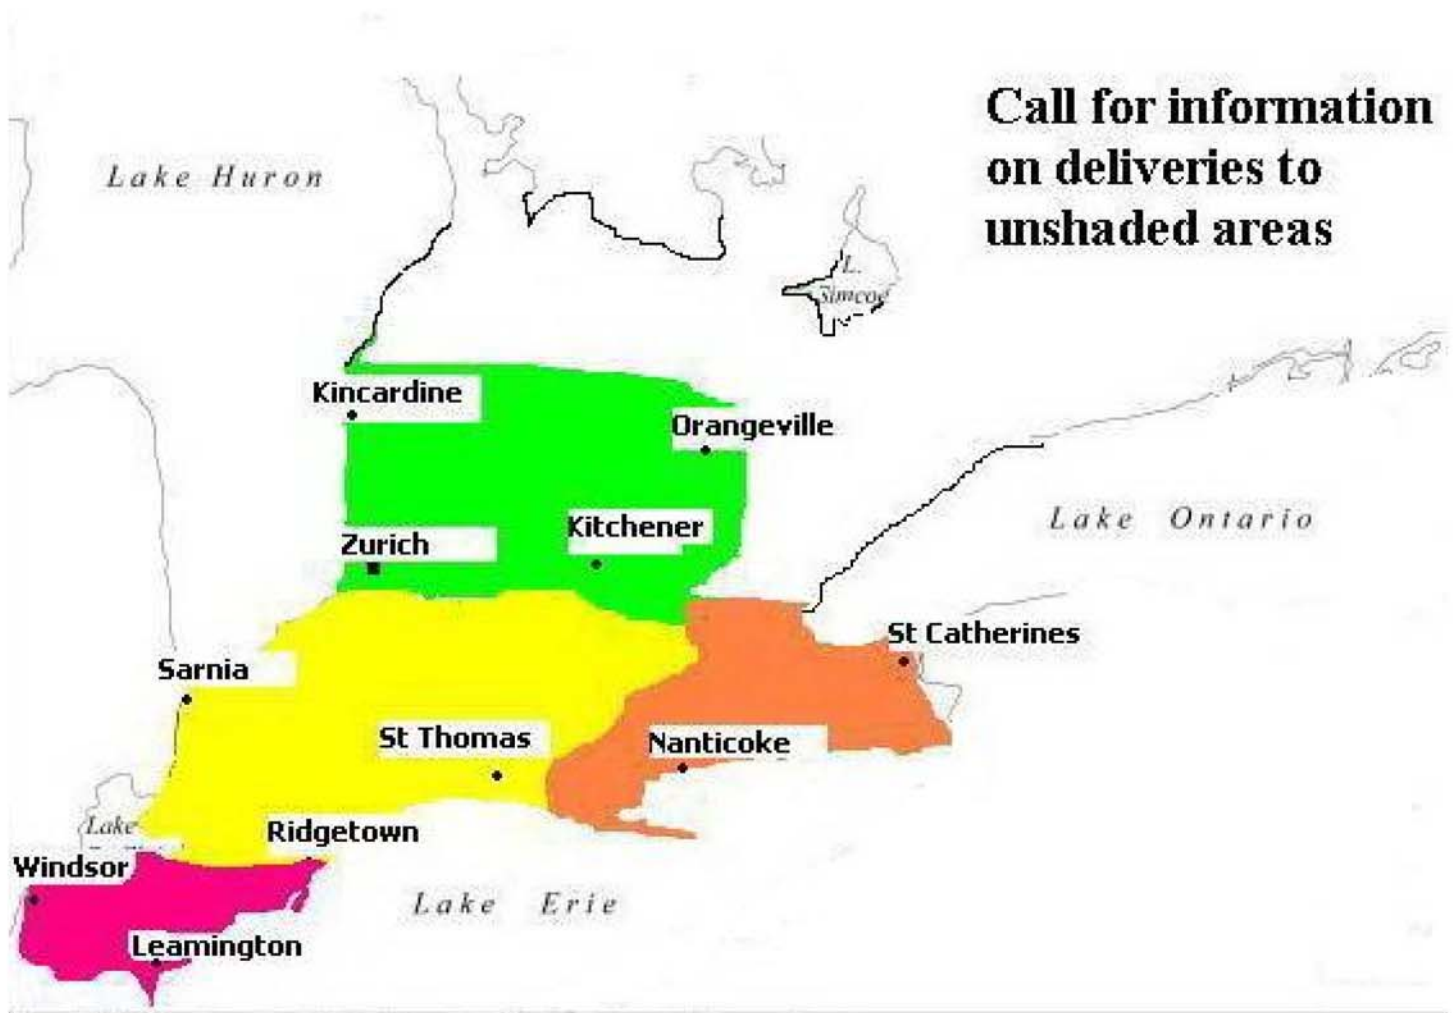 Call for information
on deliveries to
unshaded areas
Lake Huron
L.
Simcoe
Kincardine
Orangeville
Lake Ontario
Kitchener
Zurich
St Catherines
Sarnia
St Thomas
Nanticoke
Lake
Ridgetown
Windsor
Lake Erie
Leamington